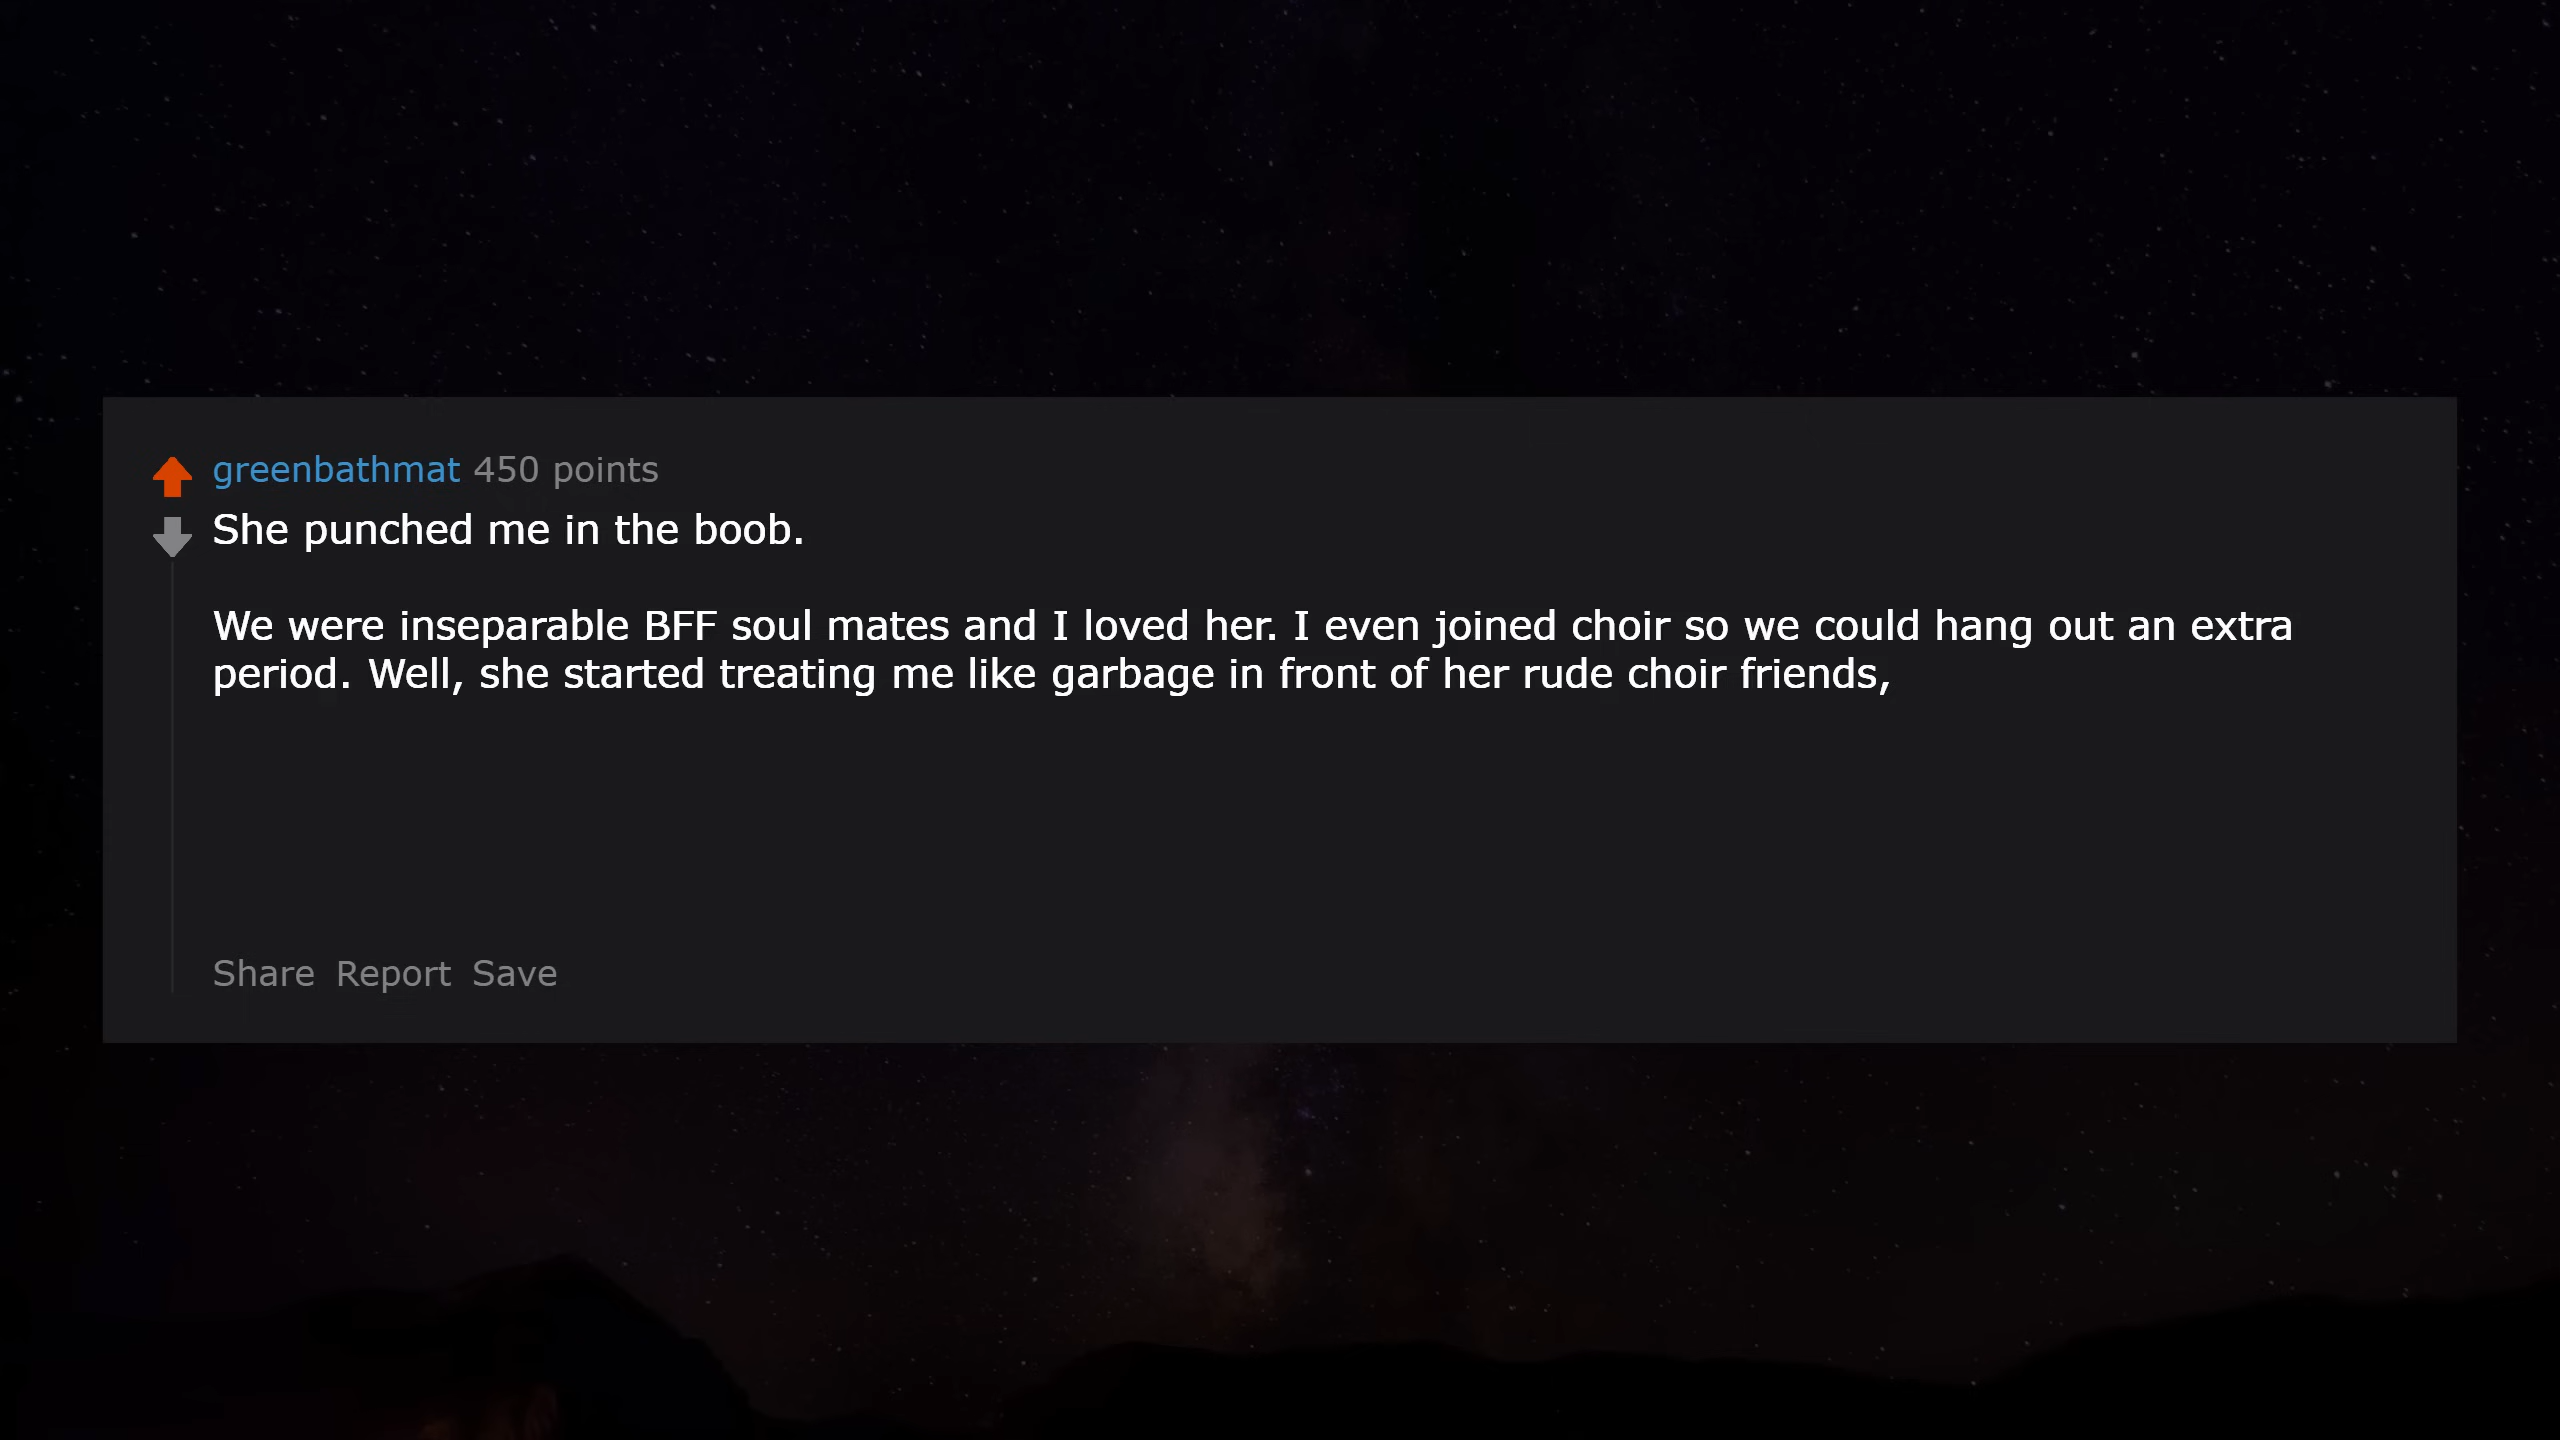 greenbathmat 450 points
She punched me in the boob.
We were inseparable BFF soul mates and I loved her. I even joined choir so we could hang out an extra
period. Well, she started treating me like garbage in front of her rude choir friends,
Share Report Save